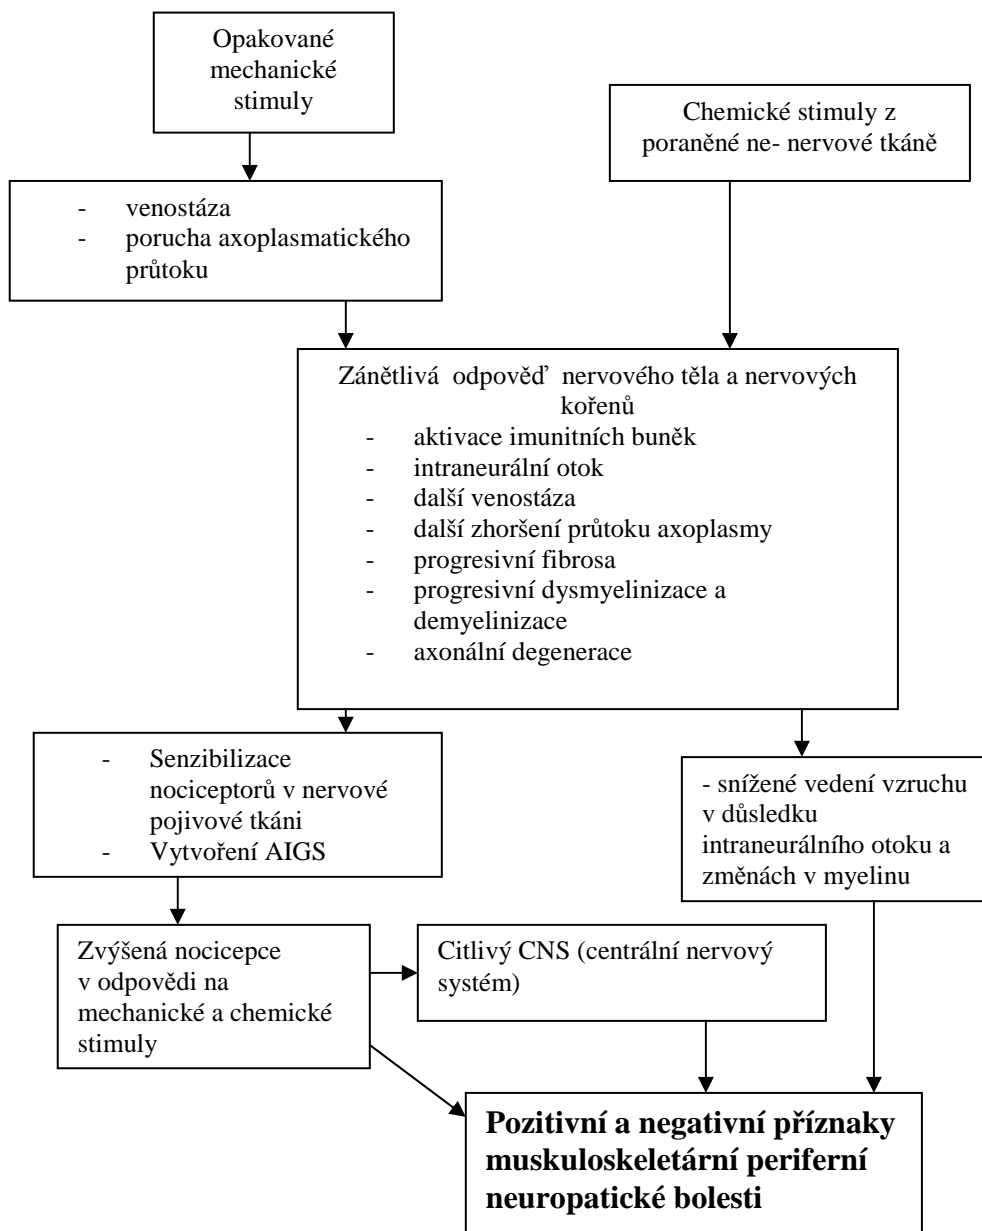 Opakované
mechanické
stimuly
Chemické stimuly z
poraněné ne- nervové tkáně
- venostáza
- porucha axoplasmatického
průtoku
Zánětlivá odpověď nervového těla a nervových
kořenů
- aktivace imunitních buněk
- intraneurální otok
- další venostáza
- další zhoršení průtoku axoplasmy
- progresivní fibrosa
- progresivní dysmyelinizace a
demyelinizace
- axonální degenerace
- Senzibilizace
nociceptorů v nervové
pojivové tkáni
- Vytvoření AIGS
- snížené vedení vzruchu
v důsledku
intraneurálního otoku a
změnách v myelinu
Zvýšená nocicepce
v odpovědi na
mechanické a chemické
stimuly
Citlivý CNS (centrální nervový
systém)
Pozitivní a negativní příznaky
muskuloskeletární periferní
neuropatické bolesti